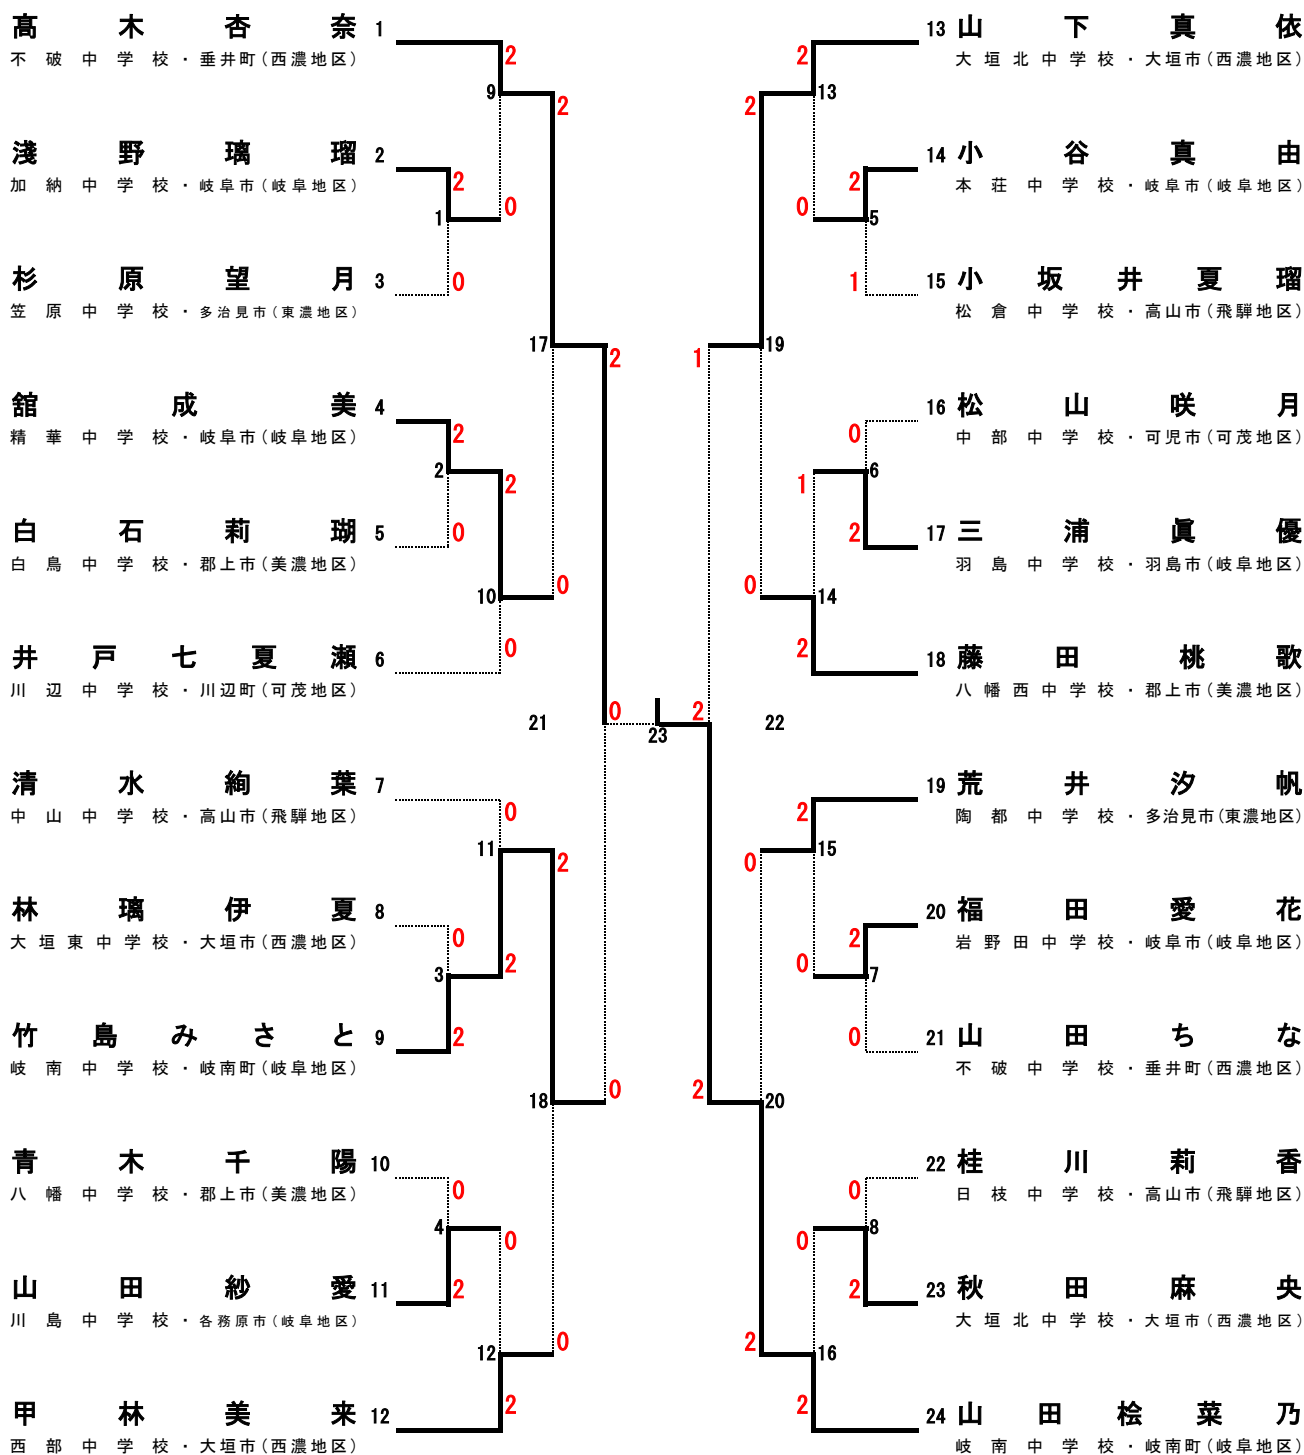 髙木杏奈 1
不破中学校・垂井町(西濃地区)
2
9
2
淺野璃瑠 2
加納中学校・岐阜市(岐阜地区)
2
0
1
杉原望月 3
笠原中学校・多治見市(東濃地区)
0
17
2
舘成美 4
精華中学校・岐阜市(岐阜地区)
2
2
2
白石莉瑚 5
白鳥中学校・郡上市(美濃地区)
0
10
0
井戸七夏瀬 6
川辺中学校・川辺町(可茂地区)
0
21
0
清水絢葉 7
中山中学校・高山市(飛騨地区)
0
11
2
林璃伊夏 8
大垣東中学校・大垣市(西濃地区)
0
3
2
竹島みさと 9
岐南中学校・岐南町(岐阜地区)
2
18
0
青木千陽 10
八幡中学校・郡上市(美濃地区)
0
4
0
山田紗愛 11
川島中学校・各務原市(岐阜地区)
2
12
0
甲林美来 12
西部中学校・大垣市(西濃地区)
2
23
13 山下真依
大垣北中学校・大垣市(西濃地区)
2
13
2
14 小谷真由
本荘中学校・岐阜市(岐阜地区)
2
0
5
15 小坂井夏瑠
松倉中学校・高山市(飛騨地区)
1
19
1
16 松山咲月
中部中学校・可児市(可茂地区)
0
6
1
17 三浦眞優
羽島中学校・羽島市(岐阜地区)
2
14
0
18 藤田桃歌
八幡西中学校・郡上市(美濃地区)
2
22
2
19 荒井汐帆
陶都中学校・多治見市(東濃地区)
2
15
0
20 福田愛花
岩野田中学校・岐阜市(岐阜地区)
2
0
7
21 山田ちな
不破中学校・垂井町(西濃地区)
0
20
2
22 桂川莉香
日枝中学校・高山市(飛騨地区)
0
8
0
23 秋田麻央
大垣北中学校・大垣市(西濃地区)
2
16
2
24 山田桧菜乃
岐南中学校・岐南町(岐阜地区)
2